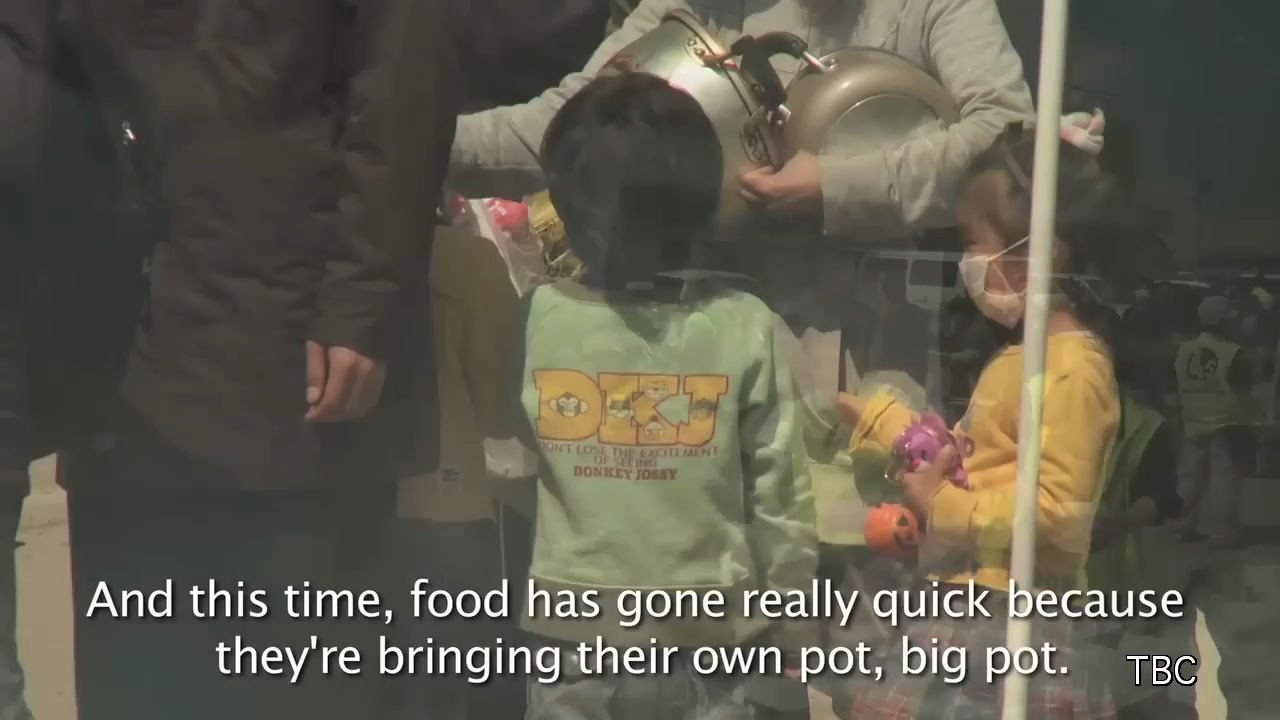 DKJ
DON'T LOSE THE EXCITEMENT
OF SEEING
DONKEY JOSSY
And this time, food has gone really quick because
they're bringing their own pot, big pot.
TBC